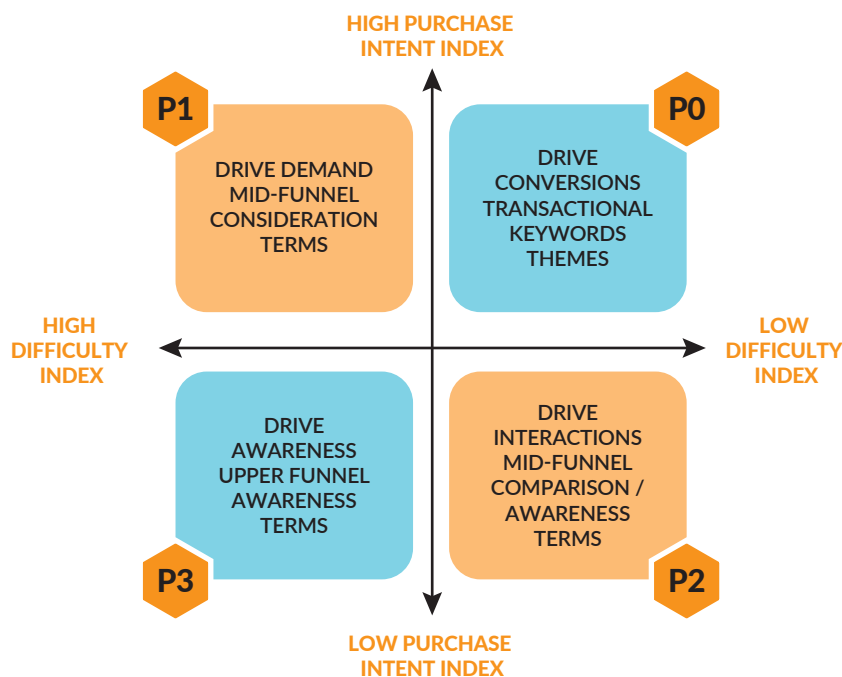 HIGH PURCHASE
INTENT INDEX
P1
P0
DRIVE DEMAND
MID-FUNNEL
CONSIDERATION
TERMS
DRIVE
CONVERSIONS
TRANSACTIONAL
KEYWORDS
THEMES
HIGH
DIFFICULTY
INDEX
LOW
DIFFICULTY
INDEX
DRIVE
AWARENESS
UPPER FUNNEL
AWARENESS
TERMS
DRIVE
INTERACTIONS
MID-FUNNEL
COMPARISON /
AWARENESS
TERMS
P3
P2
LOW PURCHASE
INTENT INDEX